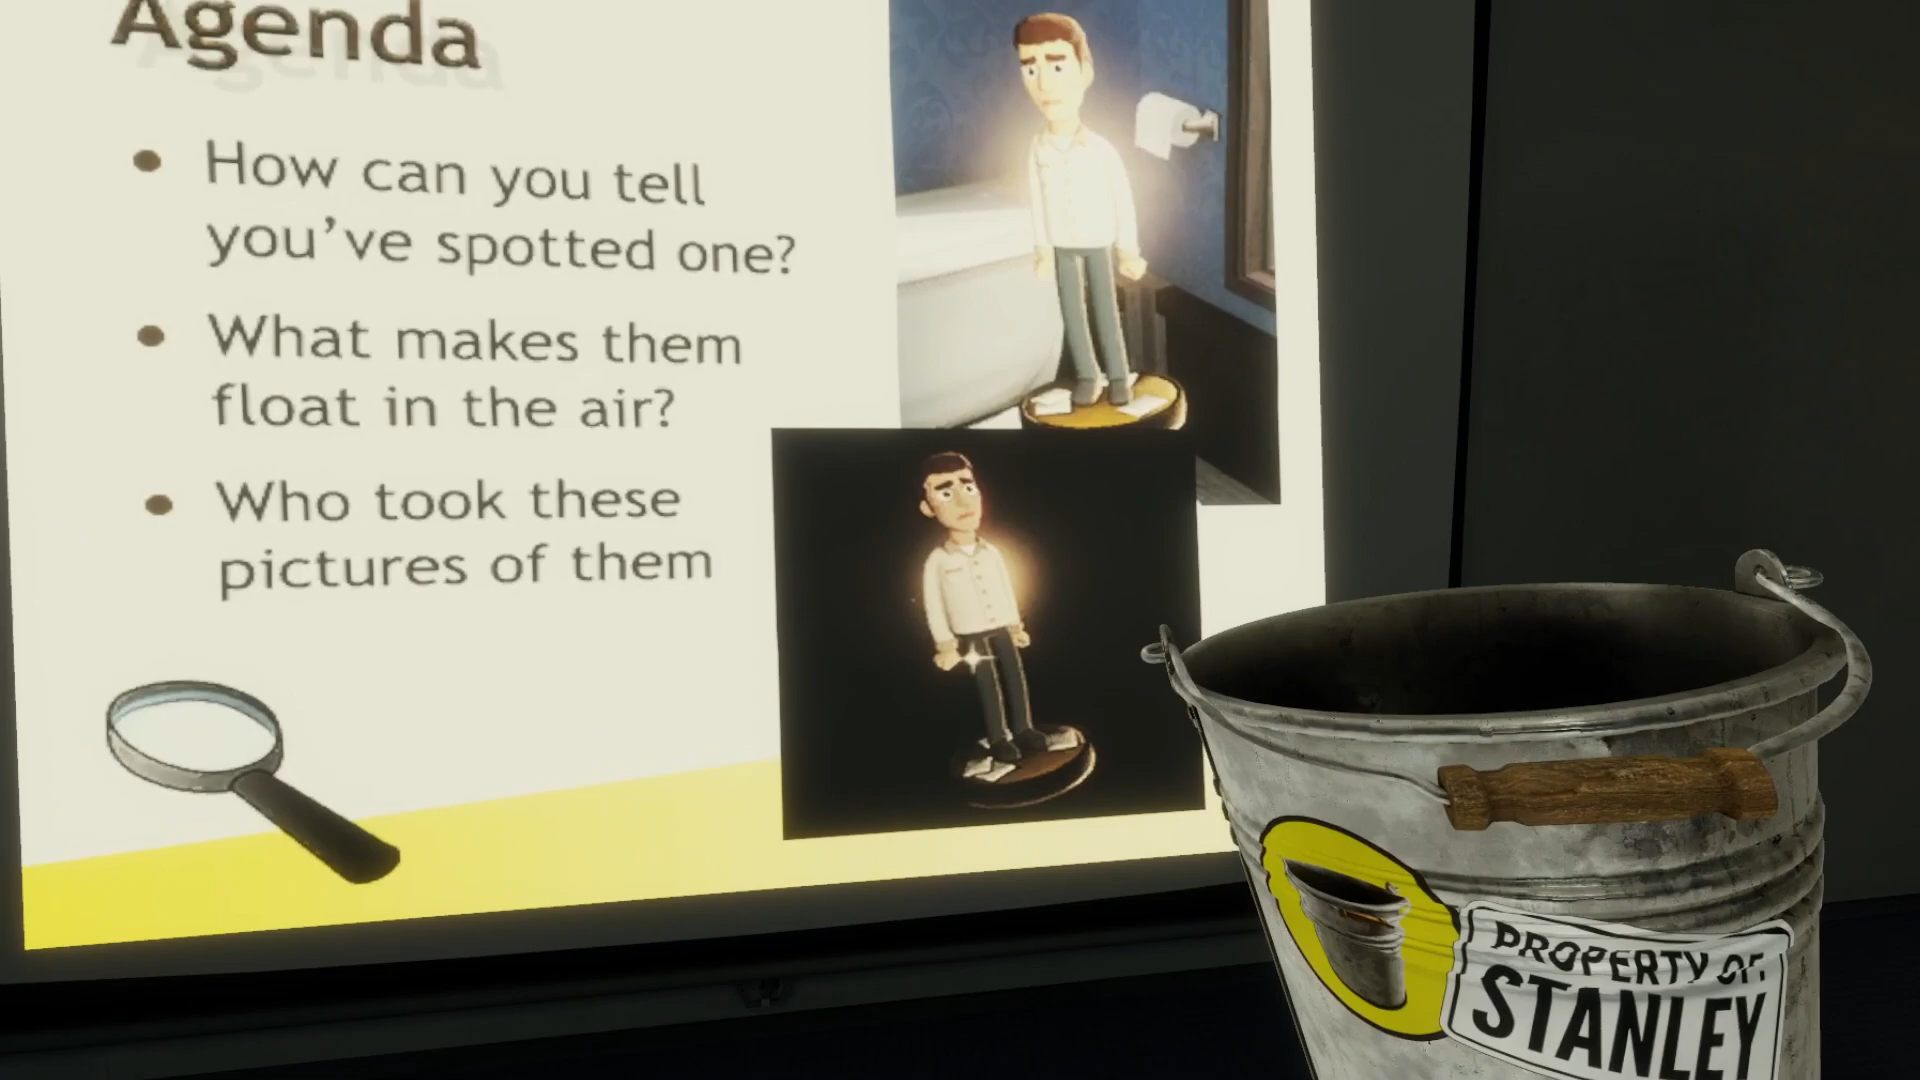 Agenda
How can you tell
you've spotted one?
What makes them
float in the air?
Who took these
pictures of them
PROPERTY OF
STANLEY